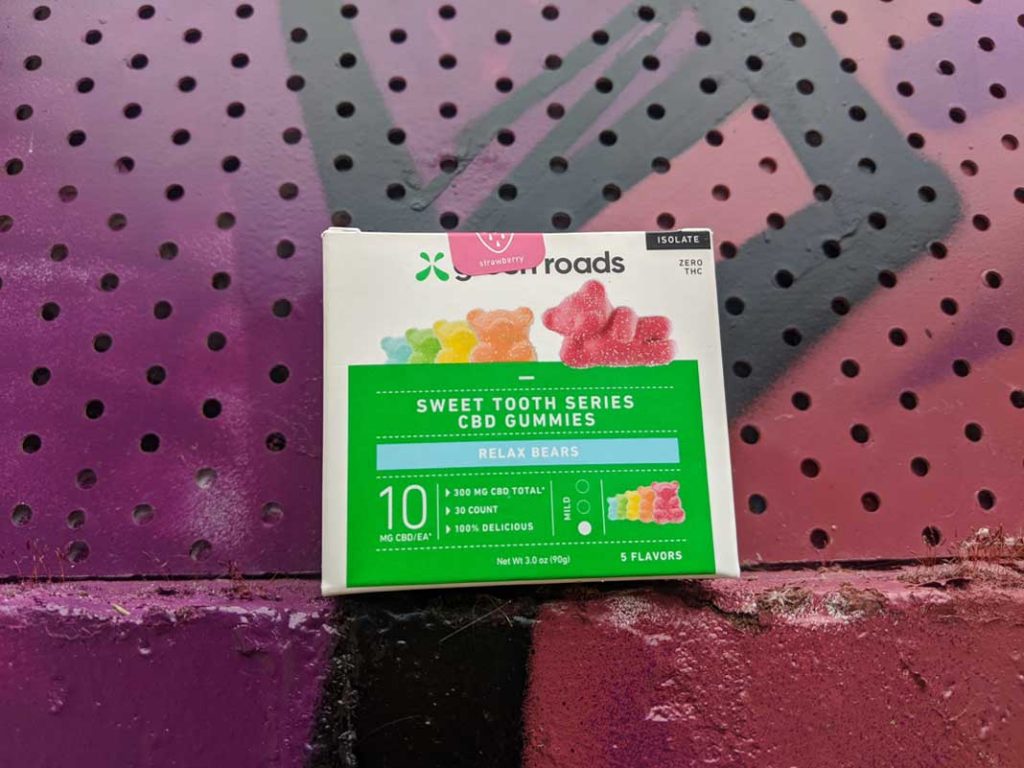 ISOLATE
strawberry
roads
ZERO
THC
SWEET TOOTH SERIES
CBD GUMMIES
RELAX BEARS
10
MG CBD/EA*
300 MG CBD TOTAL*
30 COUNT
100% DELICIOUS
MILD
Net Wt 3.0 oz (90g)
5 FLAVORS